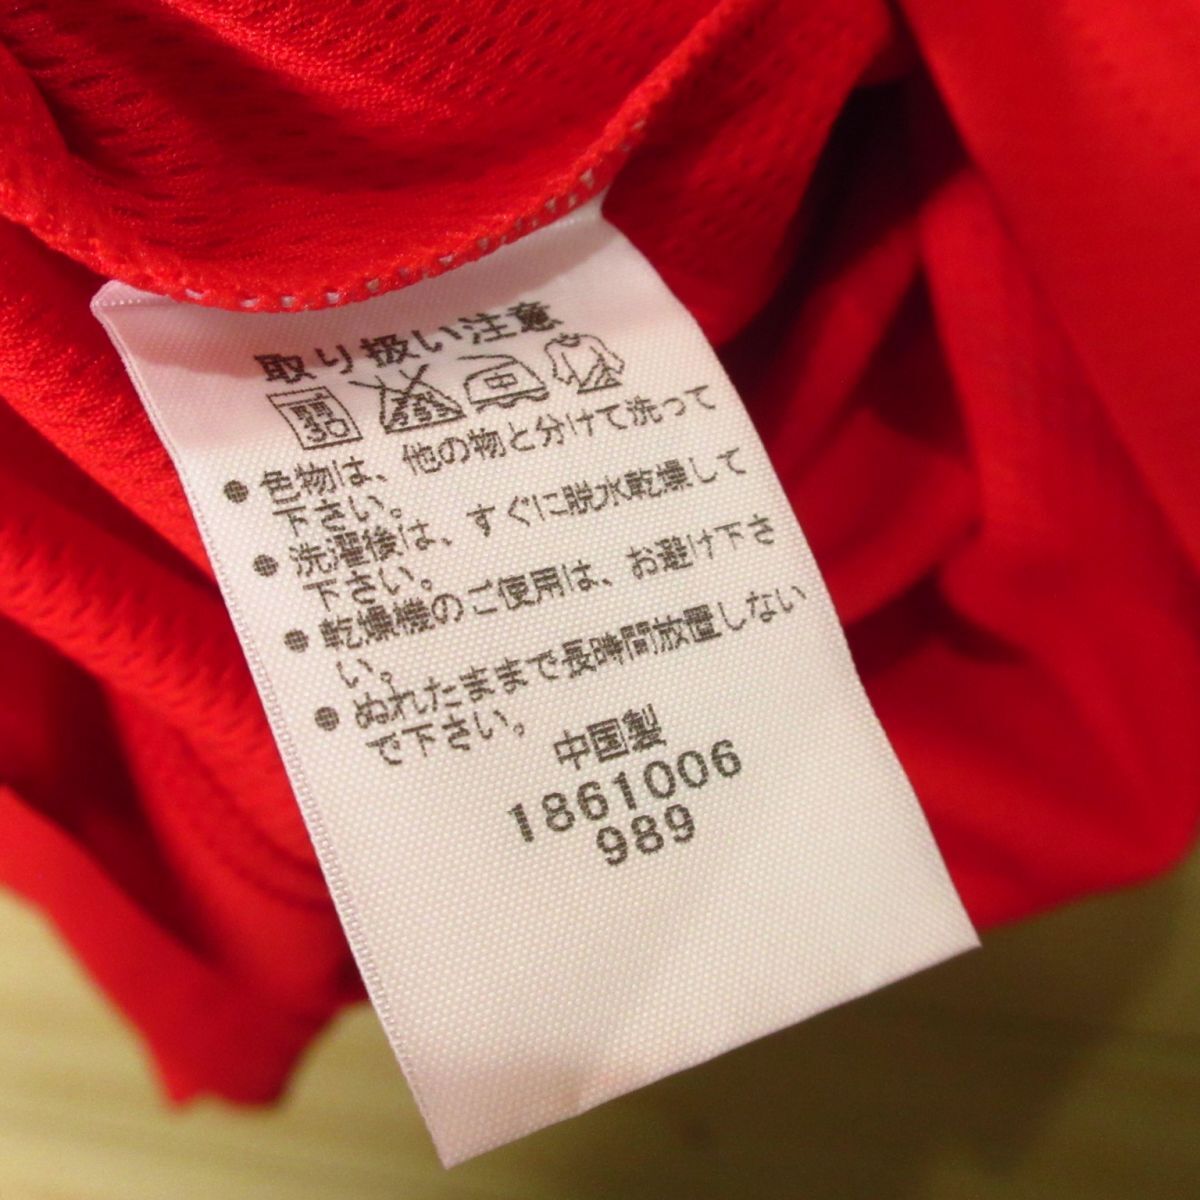 取り扱い注意
● 色物は、他の物と分けて洗って
下さい。
● 洗濯後は、すぐに脱水乾燥して
下さい。
● 乾燥機のご使用は、お避け下さ
い。
● ぬれたままで長時間放置しない
で下さい。
中国製
1861006
989